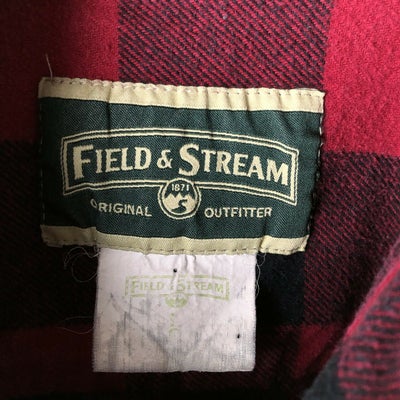 FIELD & STREAM
1871
ORIGINAL OUTFITTER
FIELD & STREAM